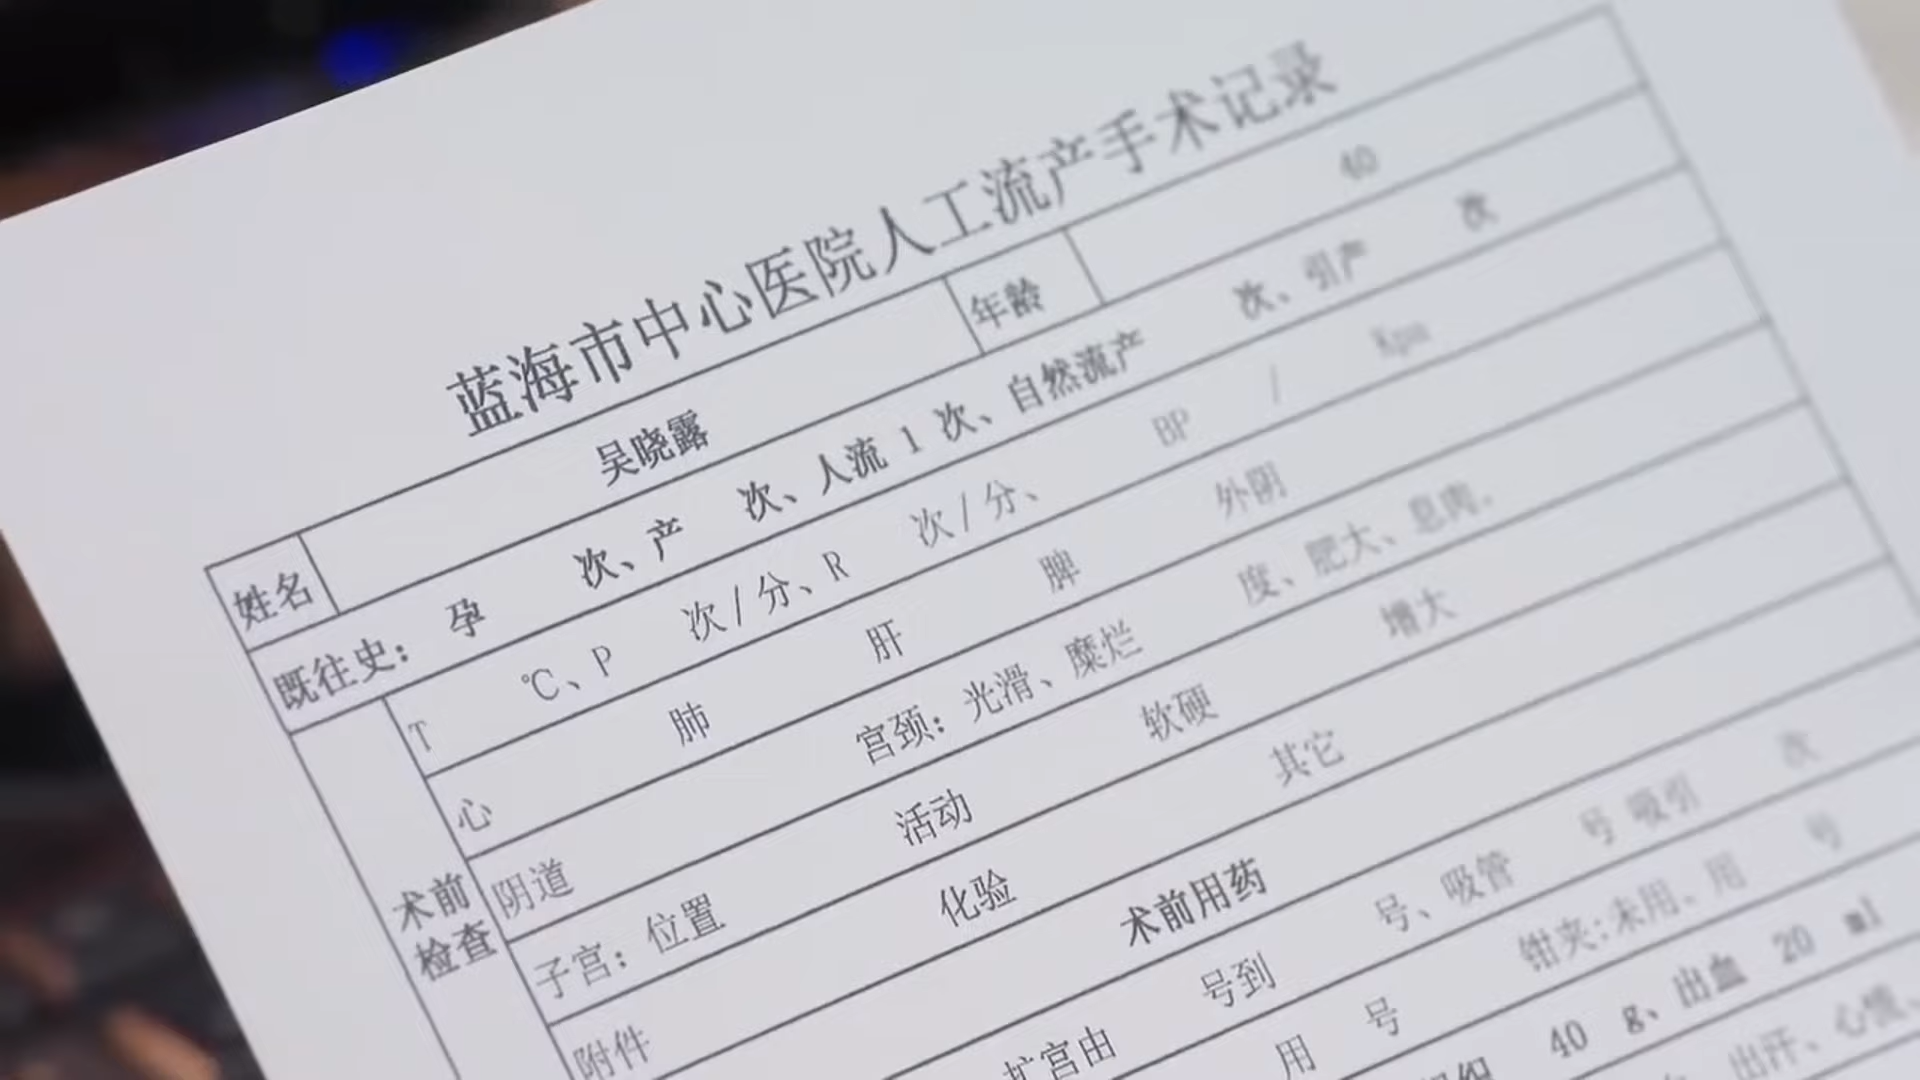 蓝海市中心医院人工流产手术记录
姓名 吴晓露 年龄 40
既往史： 孕 次、产 次、人流 1 次、自然流产 次、引产 次
术前检查
T ℃、P 次/分、R 次/分、 BP / Kpa
心 肺 肝 脾 外阴
阴道 宫颈：光滑、糜烂 度、肥大、息肉.
子宫：位置 活动 软硬 增大
附件 化验 其它
术前用药
扩宫由 号到 号、吸管 号 吸引 次
用 号 钳夹:未用、用 号
40 g、出血 20 ml
出汗、心慌、